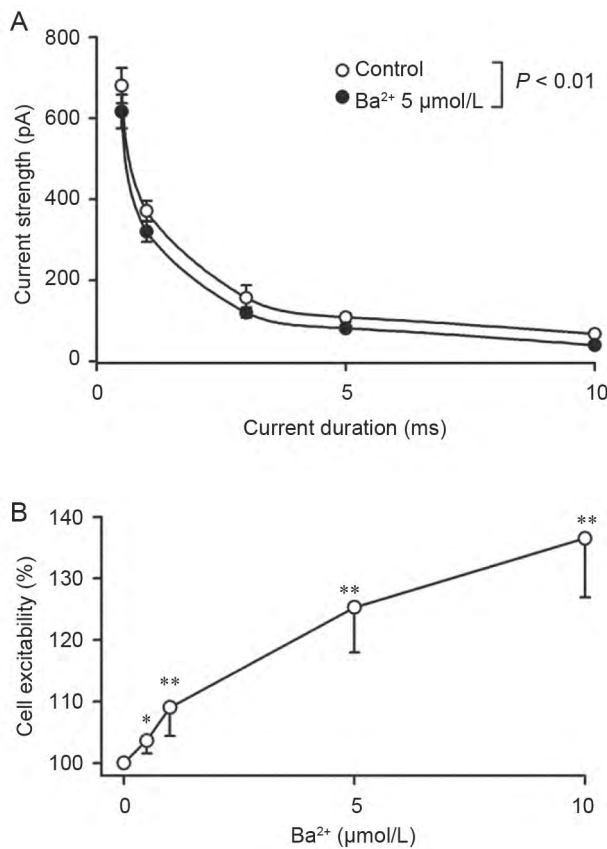 A
800
600
400
200
0
0
5
10
Current strength (pA)
Current duration (ms)
Control
Ba²⁺ 5 μmol/L
P < 0.01
B
140
130
120
110
100
0
5
10
Cell excitability (%)
Ba²⁺ (μmol/L)
*
**
**
**